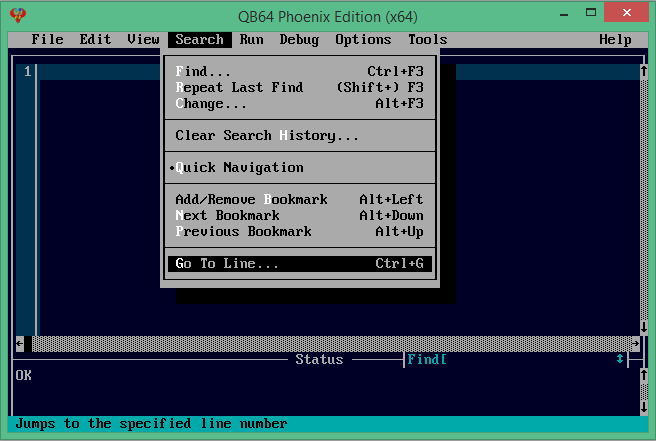 QB64 Phoenix Edition (x64)
File Edit View Search Run Debug Options Tools Help
1
Find... Ctrl+F3
Repeat Last Find (Shift+) F3
Change... Alt+F3
Clear Search History...
•Quick Navigation
Add/Remove Bookmark Alt+Left
Next Bookmark Alt+Down
Previous Bookmark Alt+Up
Go To Line... Ctrl+G
Status Find[
OK
Jumps to the specified line number